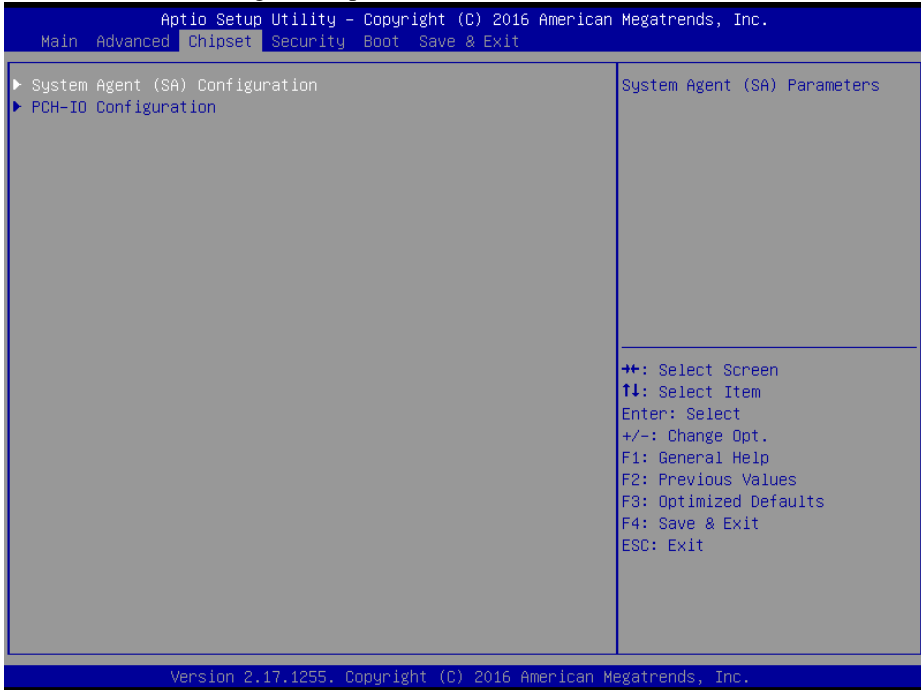 Aptio Setup Utility – Copyright (C) 2016 American Megatrends, Inc.
Main Advanced Chipset Security Boot Save & Exit
System Agent (SA) Configuration
PCH-IO Configuration
System Agent (SA) Parameters
→←: Select Screen
↑↓: Select Item
Enter: Select
+/-: Change Opt.
F1: General Help
F2: Previous Values
F3: Optimized Defaults
F4: Save & Exit
ESC: Exit
Version 2.17.1255. Copyright (C) 2016 American Megatrends, Inc.